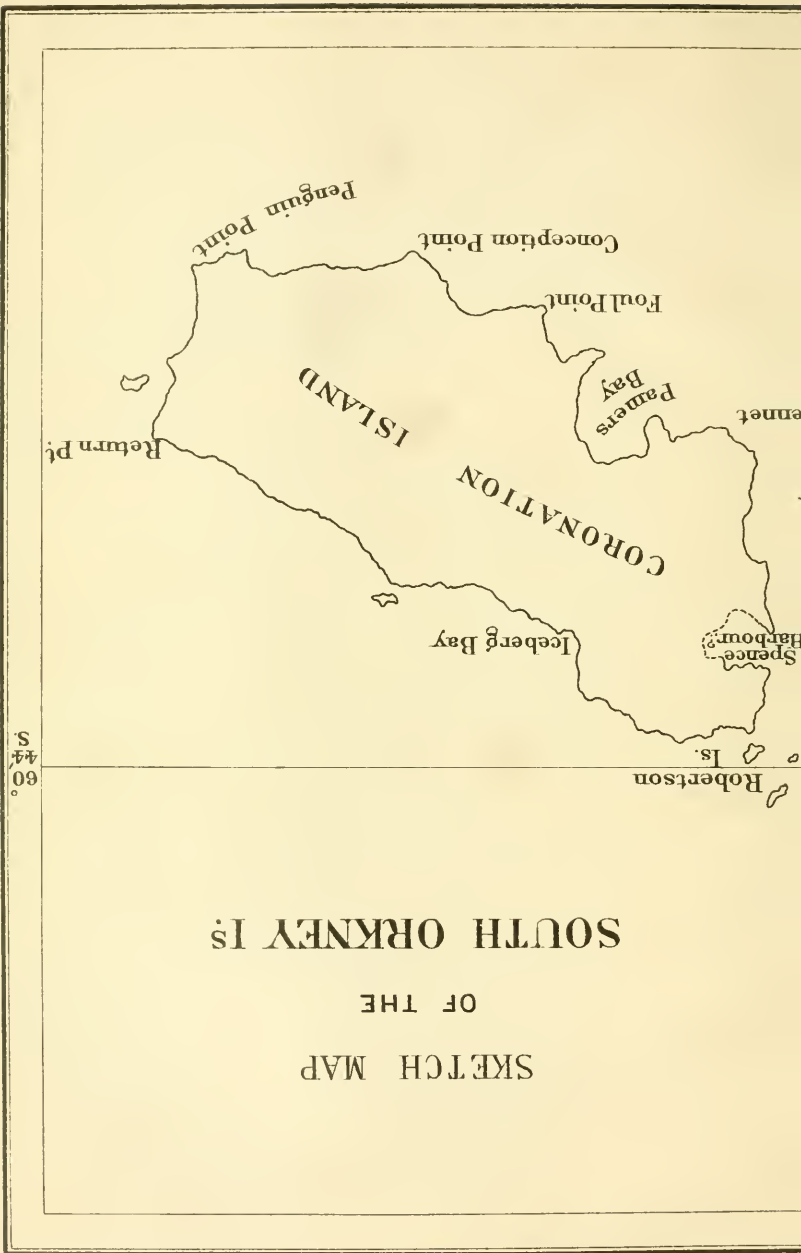 SKETCH MAP
OF THE
SOUTH ORKNEY Is.
Robertson
Is.
60°
44'
S.
Spence
Harbour?
Iceberg Bay
CORONATION
ISLAND
Return Pt.
ennet
Pamers
Bay
Foul Point
Conception Point
Penguin Point